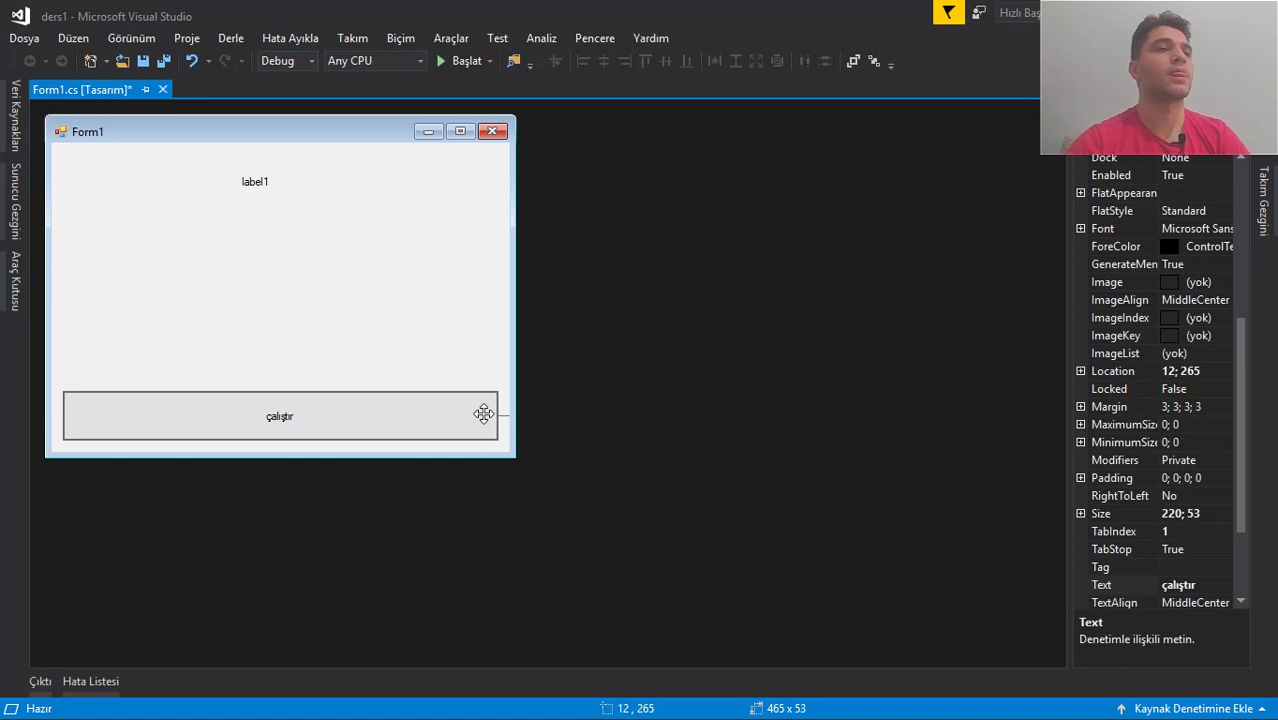 ders1 - Microsoft Visual Studio
Hızlı Baş
Dosya Düzen Görünüm Proje Derle Hata Ayıkla Takım Biçim Araçlar Test Analiz Pencere Yardım
Debug Any CPU Başlat
Form1.cs [Tasarım]*
Veri Kaynakları
Sunucu Gezgini
Araç Kutusu
Form1
label1
çalıştır
Takım Gezgini
Dock None
Enabled True
FlatAppearan
FlatStyle Standard
Font Microsoft Sans
ForeColor ControlTe
GenerateMen True
Image (yok)
ImageAlign MiddleCenter
ImageIndex (yok)
ImageKey (yok)
ImageList (yok)
Location 12; 265
Locked False
Margin 3; 3; 3; 3
MaximumSiz 0; 0
MinimumSiz 0; 0
Modifiers Private
Padding 0; 0; 0; 0
RightToLeft No
Size 220; 53
TabIndex 1
TabStop True
Tag
Text çalıştır
TextAlign MiddleCenter
Text
Denetimle ilişkili metin.
Çıktı Hata Listesi
Hazır 12 , 265 465 x 53 Kaynak Denetimine Ekle